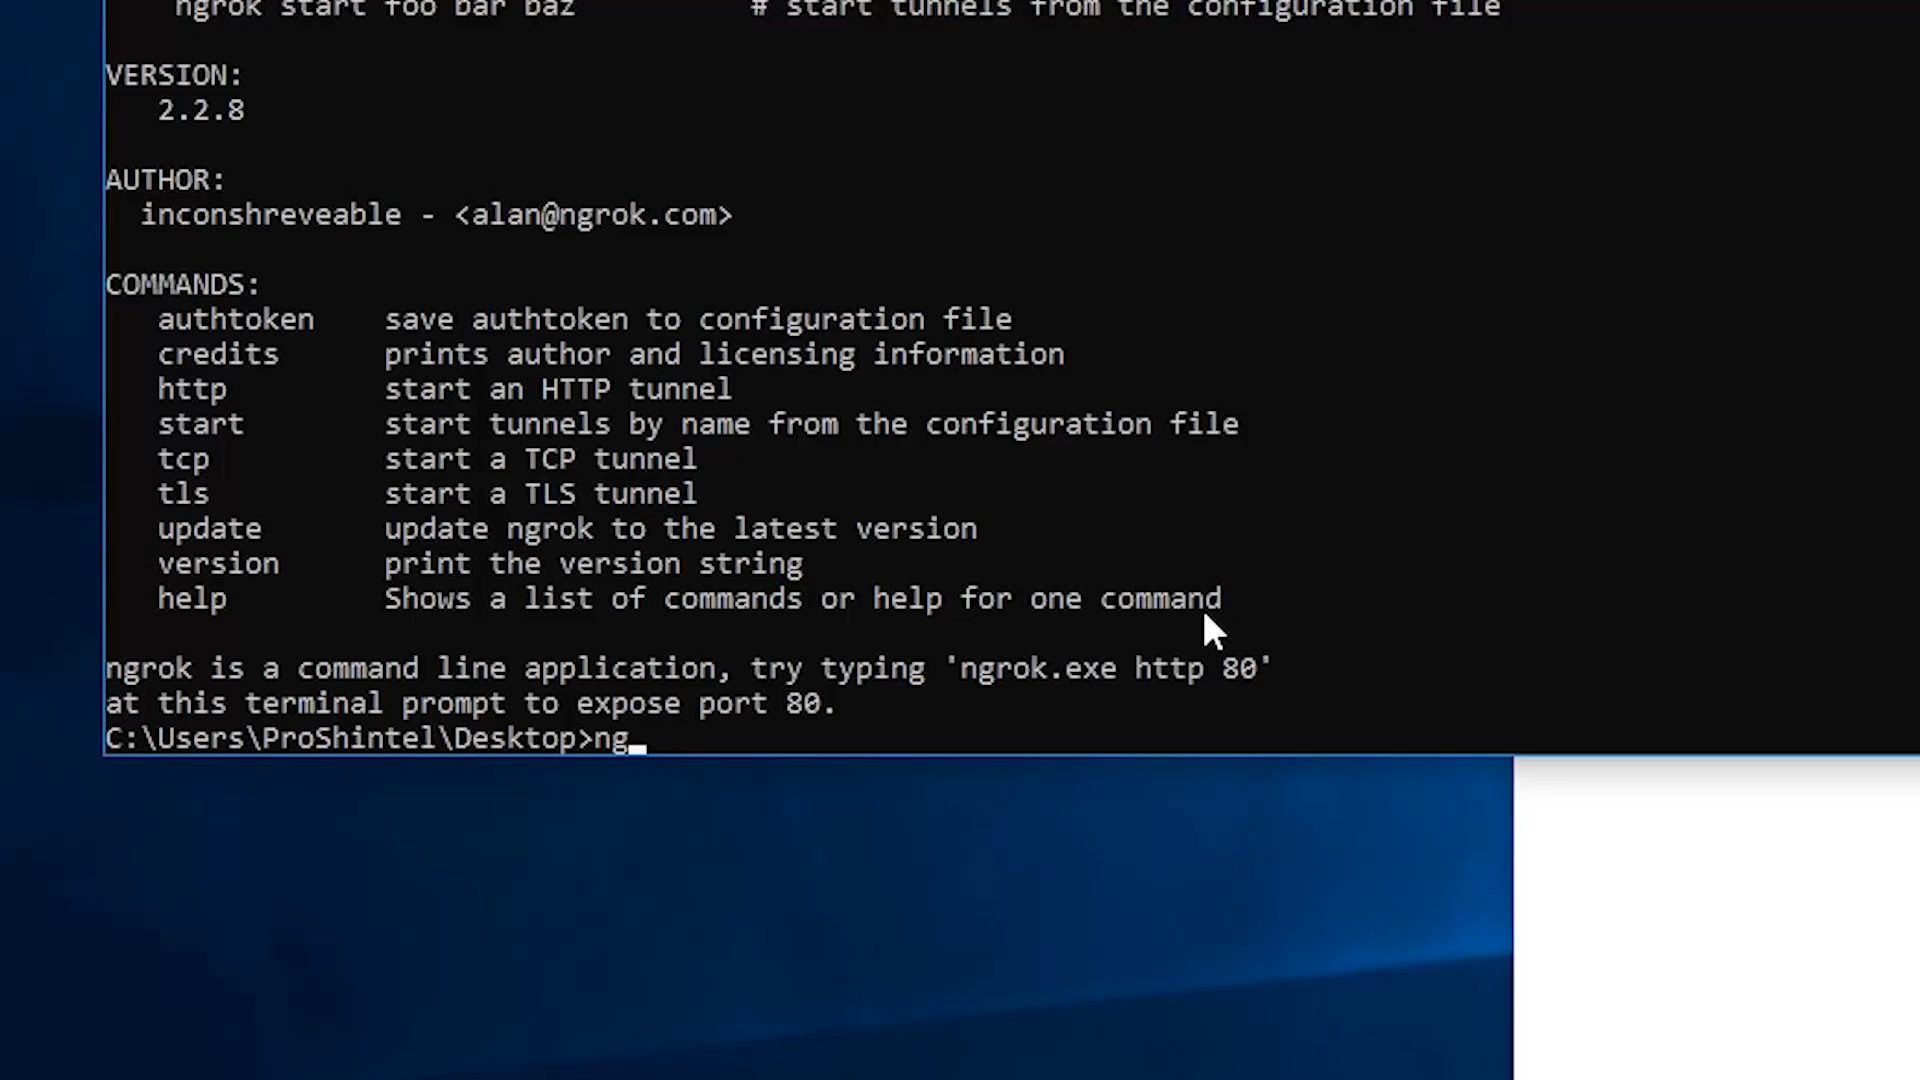 ngrok start foo bar baz # start tunnels from the configuration file
VERSION:
2.2.8
AUTHOR:
inconshreveable - <alan@ngrok.com>
COMMANDS:
authtoken save authtoken to configuration file
credits prints author and licensing information
http start an HTTP tunnel
start start tunnels by name from the configuration file
tcp start a TCP tunnel
tls start a TLS tunnel
update update ngrok to the latest version
version print the version string
help Shows a list of commands or help for one command
ngrok is a command line application, try typing 'ngrok.exe http 80'
at this terminal prompt to expose port 80.
C:\Users\ProShintel\Desktop>ng